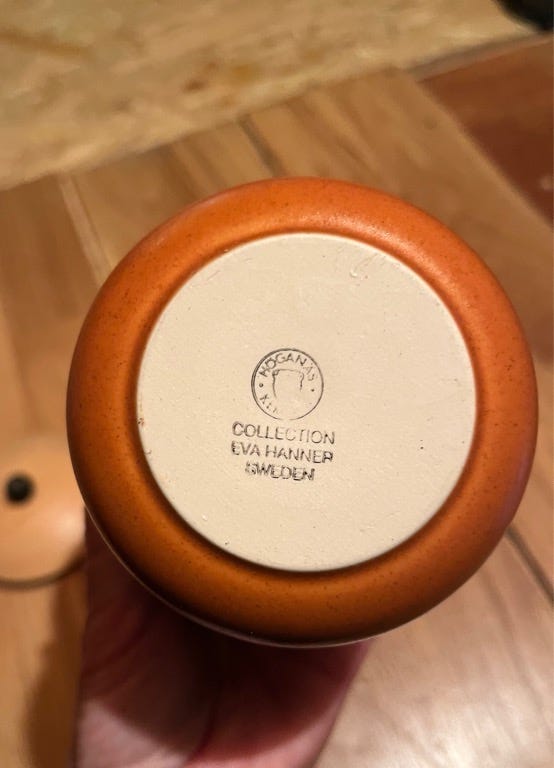 HÖGANÄS
COLLECTION
EVA HANNER
SWEDEN